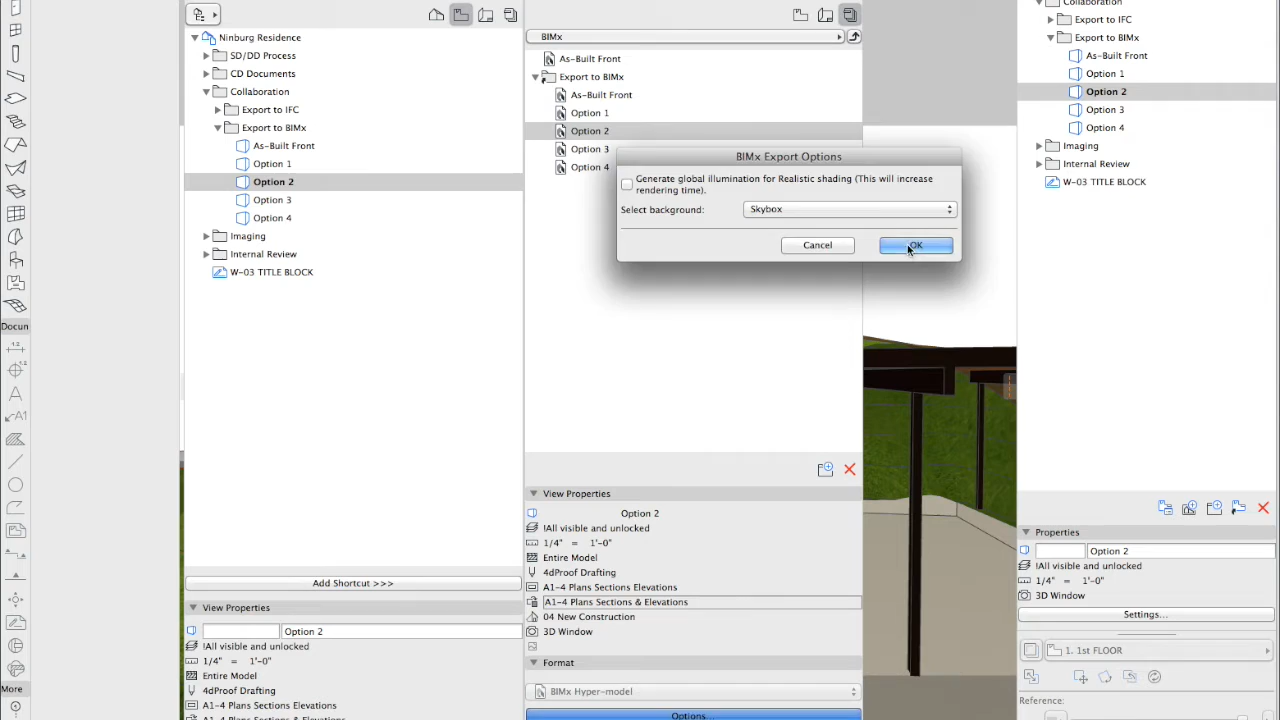 Docun
More
Ninburg Residence
SD/DD Process
CD Documents
Collaboration
Export to IFC
Export to BIMx
As-Built Front
Option 1
Option 2
Option 3
Option 4
Imaging
Internal Review
W-03 TITLE BLOCK
Add Shortcut >>>
View Properties
Option 2
!All visible and unlocked
1/4" = 1'-0"
Entire Model
4dProof Drafting
A1-4 Plans Sections Elevations
A1-4 Plans Sections & Elevations
BIMx
As-Built Front
Export to BIMx
As-Built Front
Option 1
Option 2
Option 3
Option 4
View Properties
Option 2
!All visible and unlocked
1/4" = 1'-0"
Entire Model
4dProof Drafting
A1-4 Plans Sections Elevations
A1-4 Plans Sections & Elevations
04 New Construction
3D Window
Format
BIMx Hyper-model
Options...
BIMx Export Options
Generate global illumination for Realistic shading (This will increase
rendering time).
Select background:
Skybox
Cancel
OK
Collaboration
Export to IFC
Export to BIMx
As-Built Front
Option 1
Option 2
Option 3
Option 4
Imaging
Internal Review
W-03 TITLE BLOCK
Properties
Option 2
!All visible and unlocked
1/4" = 1'-0"
3D Window
Settings...
1. 1st FLOOR
Reference: